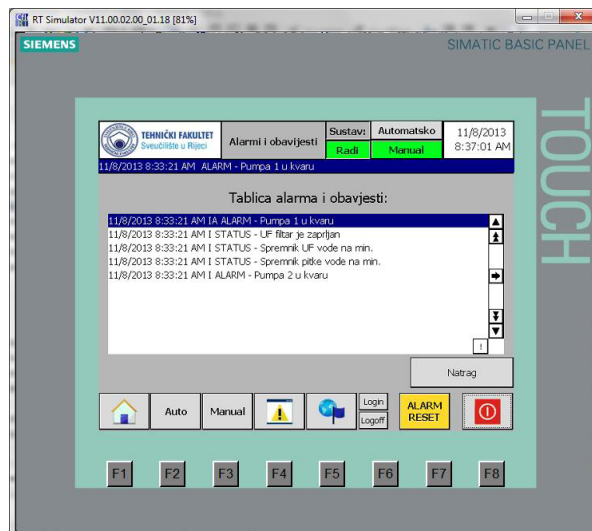 RT Simulator V11.00.02.00_01.18 [81%]
SIEMENS
SIMATIC BASIC PANEL
TOUCH
TEHNIČKI FAKULTET
Sveučilište u Rijeci
Alarmi i obavijesti
Sustav:
Radi
Automatsko
Manual
11/8/2013
8:37:01 AM
11/8/2013 8:33:21 AM ALARM - Pumpa 1 u kvaru
Tablica alarma i obavjesti:
11/8/2013 8:33:21 AM IA ALARM - Pumpa 1 u kvaru
11/8/2013 8:33:21 AM I STATUS - UF filtar je zaprljan
11/8/2013 8:33:21 AM I STATUS - Spremnik UF vode na min.
11/8/2013 8:33:21 AM I STATUS - Spremnik pitke vode na min.
11/8/2013 8:33:21 AM I ALARM - Pumpa 2 u kvaru
!
Natrag
Auto
Manual
Login
Logoff
ALARM
RESET
F1 F2 F3 F4 F5 F6 F7 F8